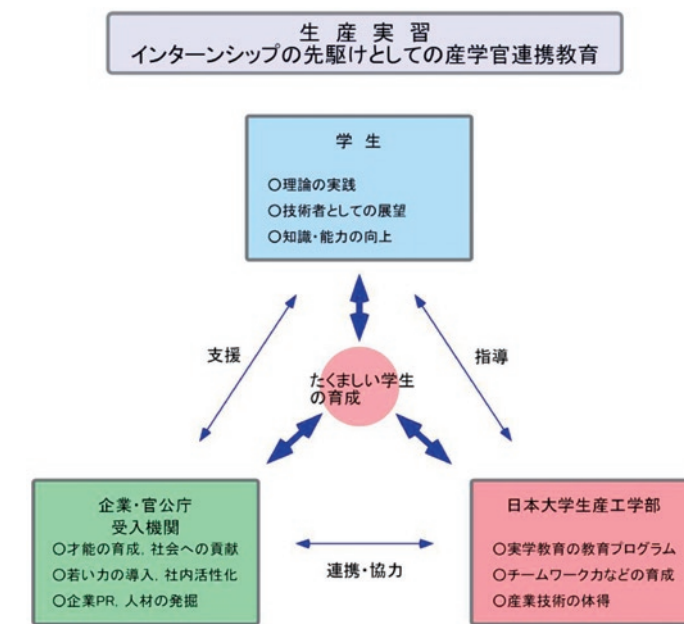 生 産 実 習
インターンシップの先駆けとしての産学官連携教育
学 生
○理論の実践
○技術者としての展望
○知識・能力の向上
支援
指導
たくましい学生
の育成
企業・官公庁
受入機関
○才能の育成, 社会への貢献
○若い力の導入, 社内活性化
○企業PR, 人材の発掘
連携・協力
日本大学生産工学部
○実学教育の教育プログラム
○チームワーク力などの育成
○産業技術の体得